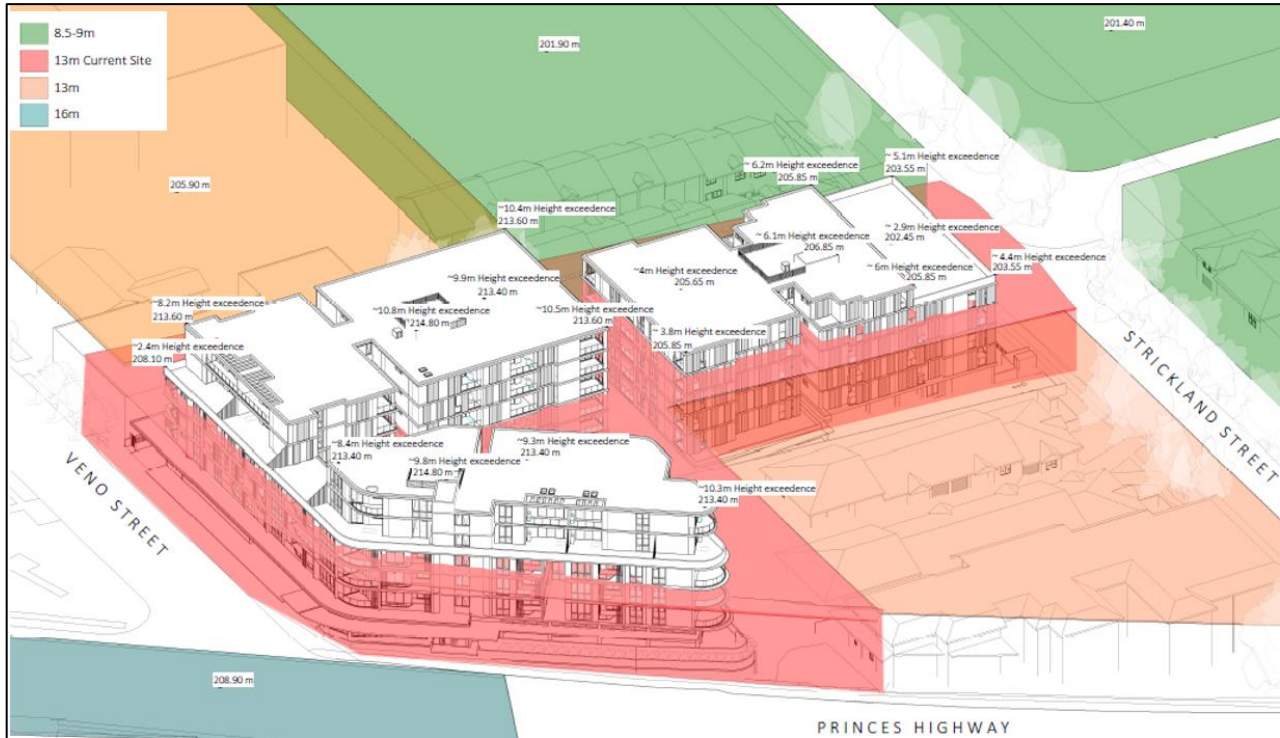 8.5-9m
13m Current Site
13m
16m
201.90 m
201.40 m
205.90 m
~ 6.2m Height exceedence
205.85 m
~ 5.1m Height exceedence
203.55 m
~10.4m Height exceedence
213.60 m
~ 6.1m Height exceedence
206.85 m
~ 2.9m Height exceedence
202.45 m
~ 4.4m Height exceedence
203.55 m
~9.9m Height exceedence
213.40 m
~ 4m Height exceedence
205.65 m
~ 6m Height exceedence
205.85 m
~8.2m Height exceedence
213.60 m
~10.8m Height exceedence
214.80 m
~10.5m Height exceedence
213.60 m
~ 3.8m Height exceedence
205.85 m
~2.4m Height exceedence
208.10 m
~8.4m Height exceedence
213.40 m
~9.3m Height exceedence
213.40 m
~9.8m Height exceedence
214.80 m
~10.3m Height exceedence
213.40 m
STRICKLAND STREET
VENO STREET
208.90 m
PRINCES HIGHWAY